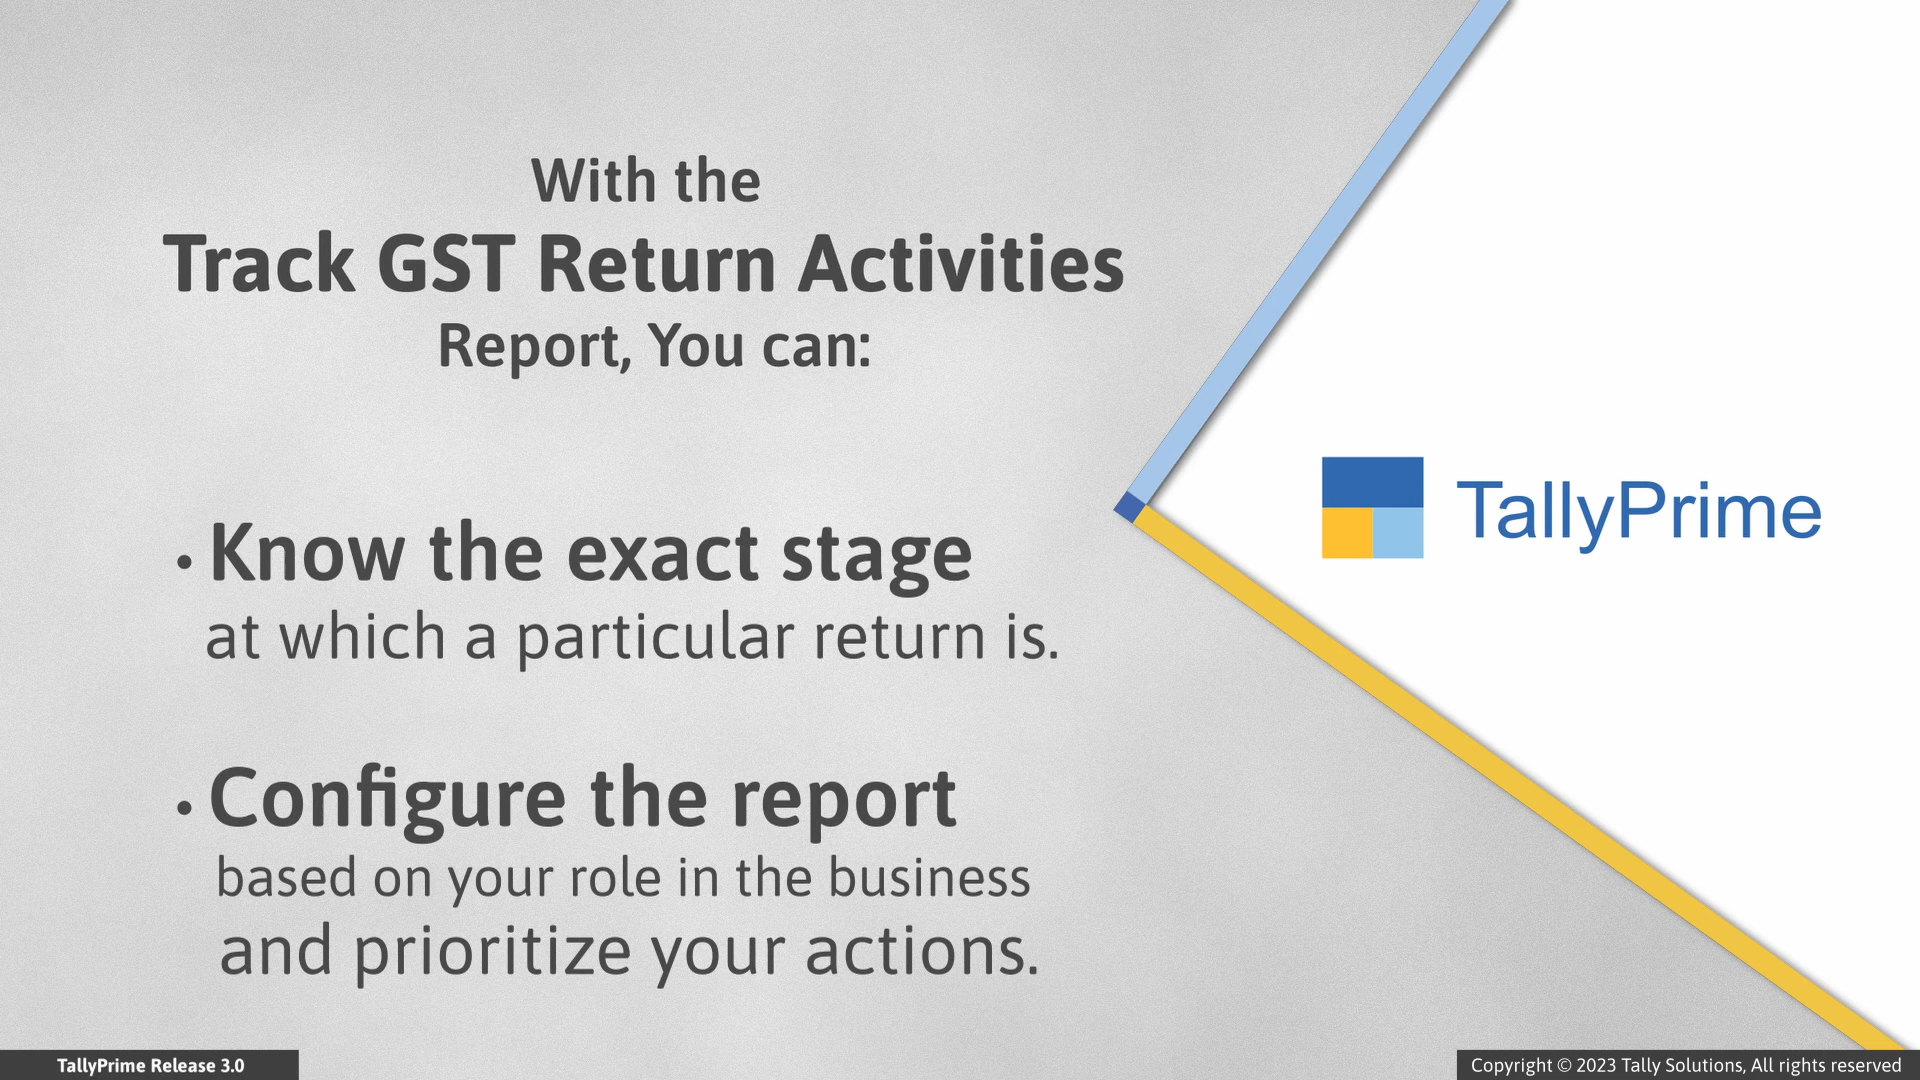 With the
Track GST Return Activities
Report, You can:
• Know the exact stage
at which a particular return is.
• Configure the report
based on your role in the business
and prioritize your actions.
TallyPrime
TallyPrime Release 3.0
Copyright © 2023 Tally Solutions, All rights reserved